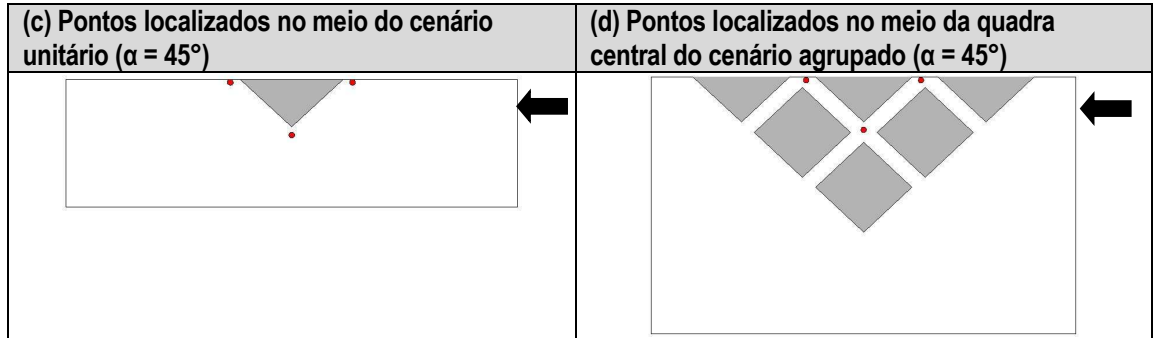 (c) Pontos localizados no meio do cenário
unitário (α = 45°)
(d) Pontos localizados no meio da quadra
central do cenário agrupado (α = 45°)